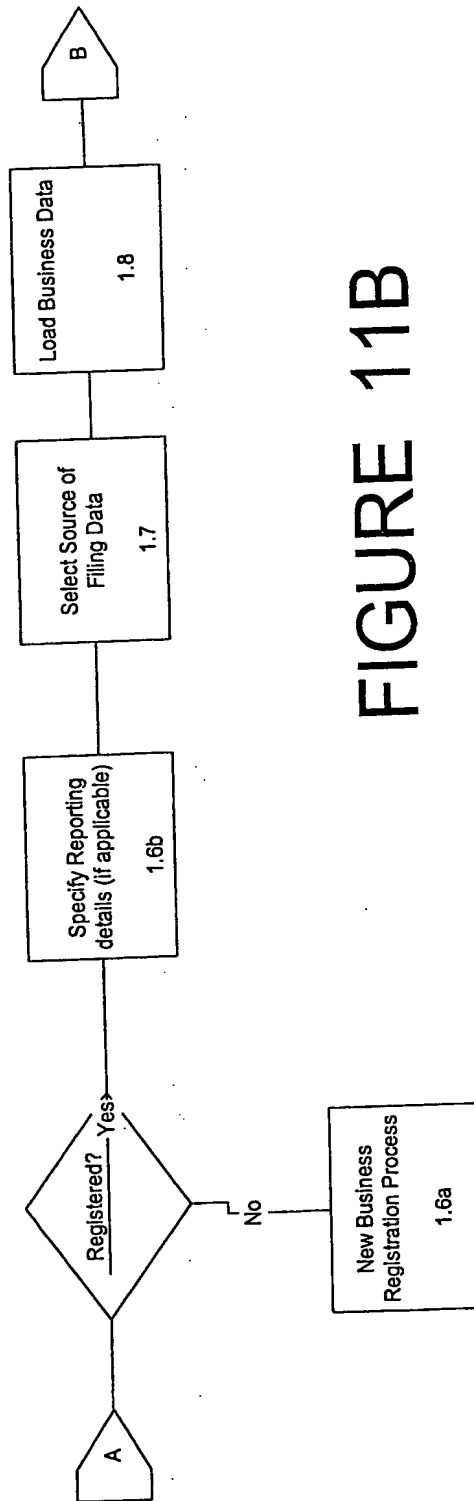 A
Registered?
Yes
No
New Business
Registration Process
1.6a
Specify Reporting
details (if applicable)
1.6b
Select Source of
Filling Data
1.7
Load Business Data
1.8
B
FIGURE 11B